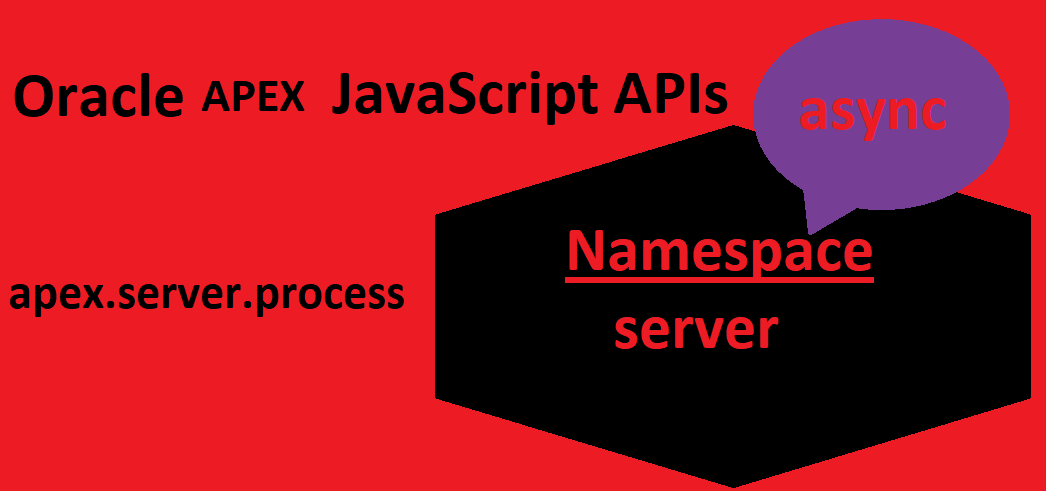 Oracle APEX JavaScript APIs
async
Namespace
server
apex.server.process